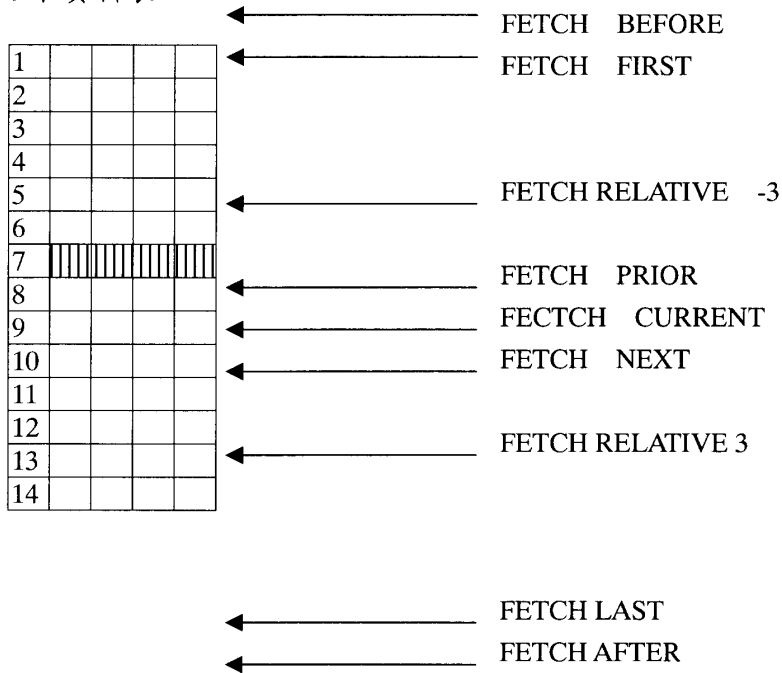 FETCH BEFORE
1 FETCH FIRST
2
3
4
5 FETCH RELATIVE -3
6
7
8 FETCH PRIOR
9 FECTCH CURRENT
10 FETCH NEXT
11
12
13 FETCH RELATIVE 3
14
FETCH LAST
FETCH AFTER